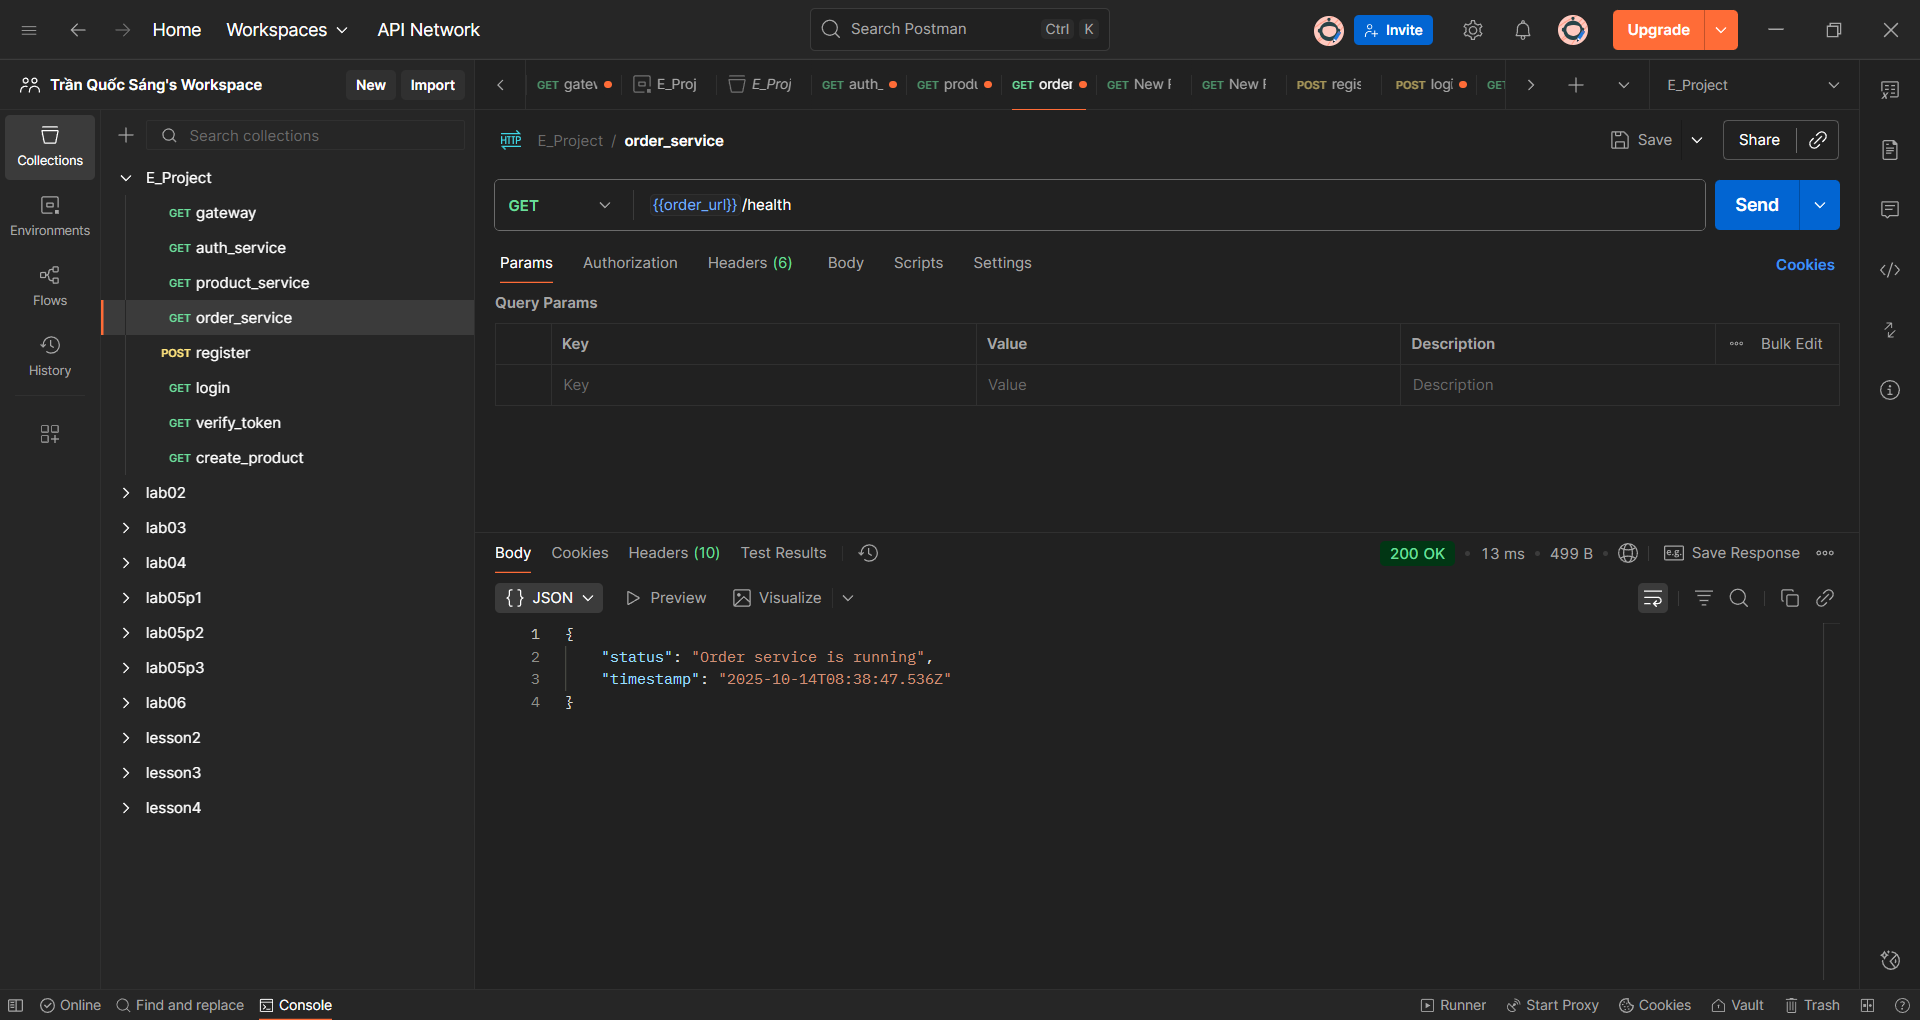 Home Workspaces API Network Search Postman Ctrl K Invite Upgrade
Trần Quốc Sáng's Workspace New Import
GET gatew E_Proj E_Proj GET auth_ GET produ GET order GET New F GET New F POST regis POST logi GET E_Project
Collections
Environments
Flows
History
Search collections
E_Project
GET gateway
GET auth_service
GET product_service
GET order_service
POST register
GET login
GET verify_token
GET create_product
lab02
lab03
lab04
lab05p1
lab05p2
lab05p3
lab06
lesson2
lesson3
lesson4
HTTP E_Project / order_service Save Share
GET {{order_url}} /health Send
Params Authorization Headers (6) Body Scripts Settings Cookies
Query Params
Key Value Description Bulk Edit
Key Value Description
Body Cookies Headers (10) Test Results 200 OK 13 ms 499 B e.g. Save Response
{} JSON Preview Visualize
1 {
2 "status": "Order service is running",
3 "timestamp": "2025-10-14T08:38:47.536Z"
4 }
Online Find and replace Console Runner Start Proxy Cookies Vault Trash